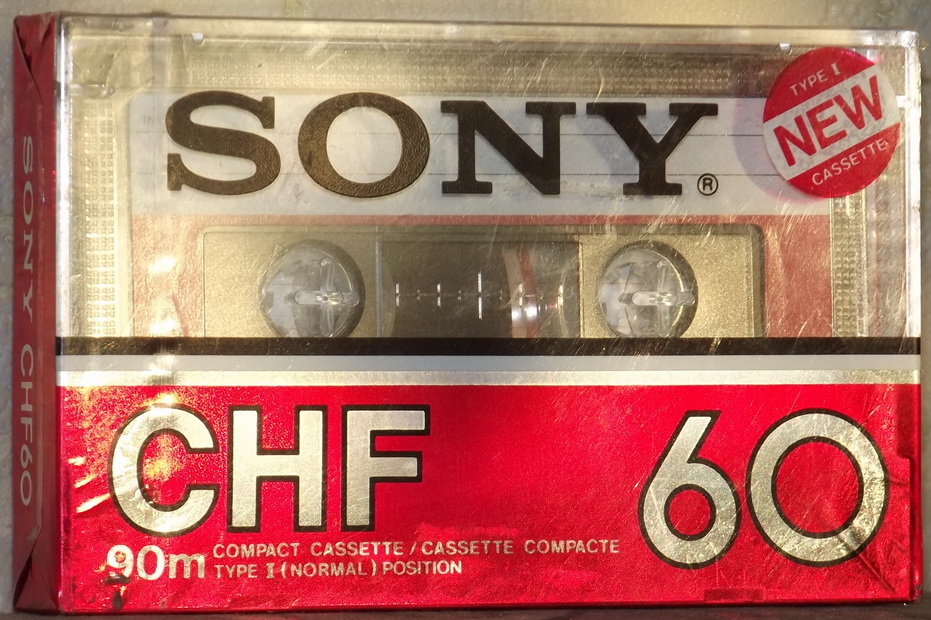 SONY®
TYPE I
NEW
CASSETTE
SONY CHF60
CHF 60
90m COMPACT CASSETTE / CASSETTE COMPACTE
TYPE I (NORMAL) POSITION